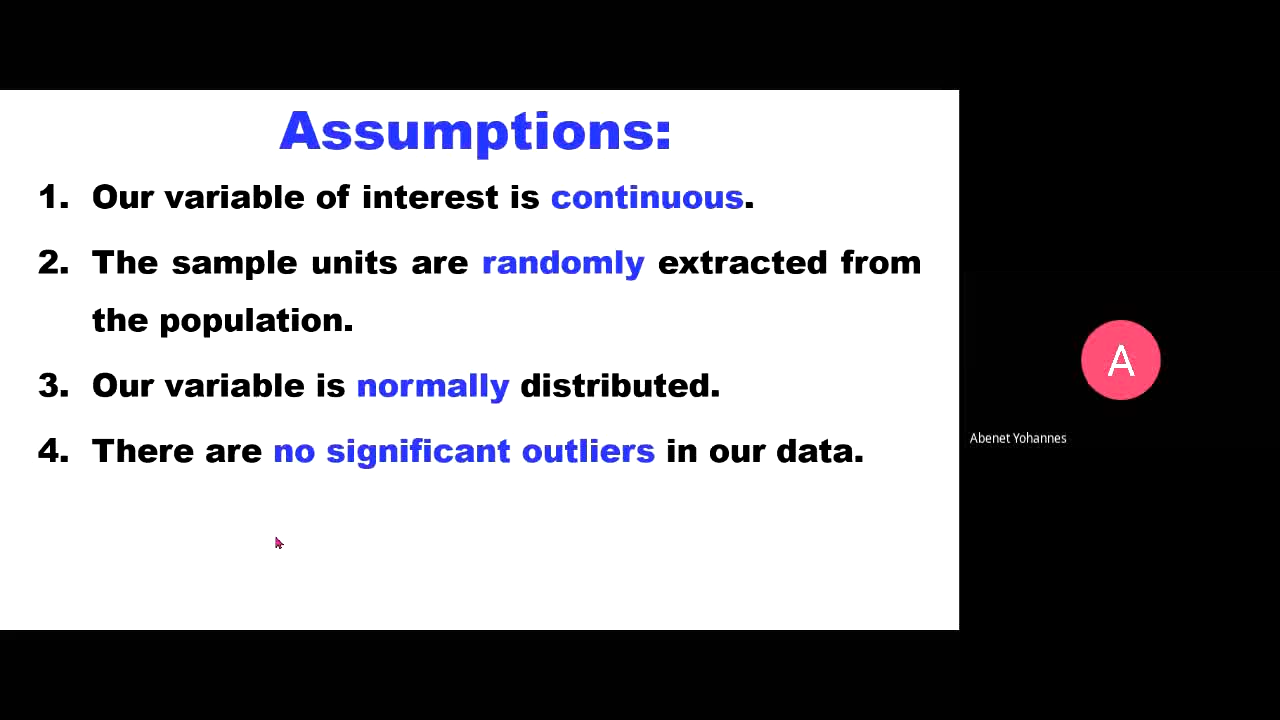 Assumptions:
1. Our variable of interest is continuous.
2. The sample units are randomly extracted from
the population.
3. Our variable is normally distributed.
4. There are no significant outliers in our data.
A
Abenet Yohannes